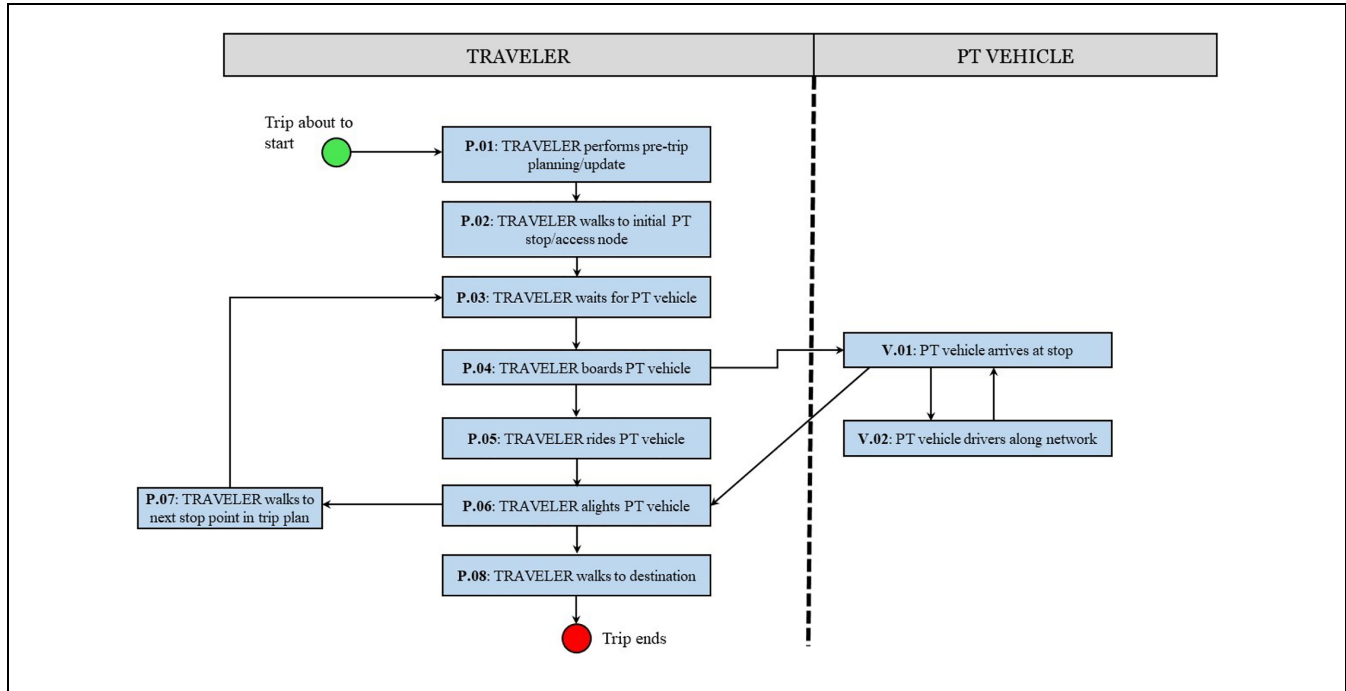 TRAVELER
PT VEHICLE
Trip about to
start
P.01: TRAVELER performs pre-trip
planning/update
P.02: TRAVELER walks to initial PT
stop/access node
P.03: TRAVELER waits for PT vehicle
P.04: TRAVELER boards PT vehicle
V.01: PT vehicle arrives at stop
P.05: TRAVELER rides PT vehicle
V.02: PT vehicle drivers along network
P.07: TRAVELER walks to
next stop point in trip plan
P.06: TRAVELER alights PT vehicle
P.08: TRAVELER walks to destination
Trip ends